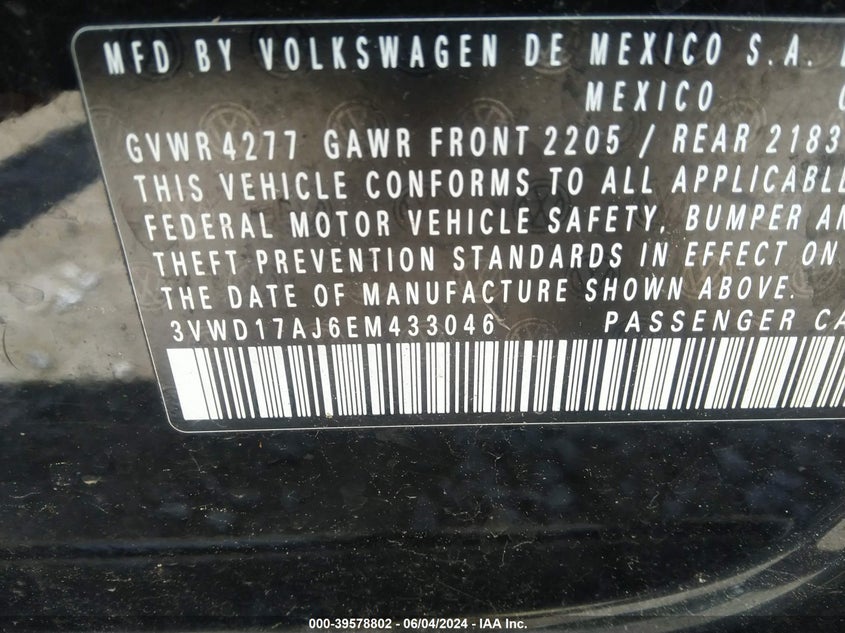 MFD BY VOLKSWAGEN DE MEXICO S.A.
MEXICO
GVWR 4277 GAWR FRONT 2205 / REAR 2183
THIS VEHICLE CONFORMS TO ALL APPLICABLE
FEDERAL MOTOR VEHICLE SAFETY, BUMPER AN
THEFT PREVENTION STANDARDS IN EFFECT ON
THE DATE OF MANUFACTURE SHOWN ABOVE.
3VWD17AJ6EM433046 PASSENGER CA
000-39578802 - 06/04/2024 - IAA Inc.